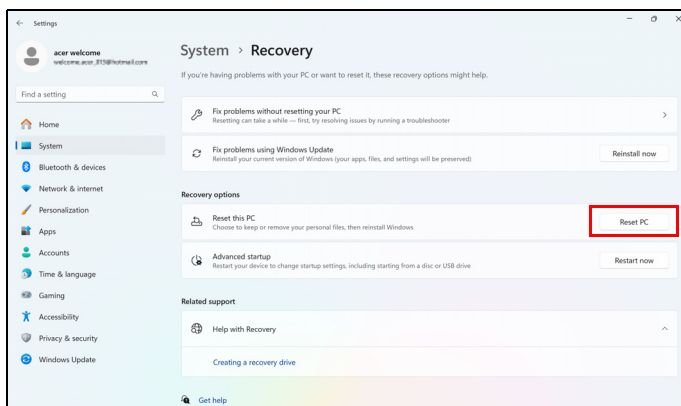 Settings
acer welcome
welcome.acer_815@hotmail.com
Find a setting
Home
System
Bluetooth & devices
Network & internet
Personalization
Apps
Accounts
Time & language
Gaming
Accessibility
Privacy & security
Windows Update
System > Recovery
If you're having problems with your PC or want to reset it, these recovery options might help.
Fix problems without resetting your PC
Resetting can take a while — first, try resolving issues by running a troubleshooter
Fix problems using Windows Update
Reinstall your current version of Windows (your apps, files, and settings will be preserved)
Reinstall now
Recovery options
Reset this PC
Choose to keep or remove your personal files, then reinstall Windows
Reset PC
Advanced startup
Restart your device to change startup settings, including starting from a disc or USB drive
Restart now
Related support
Help with Recovery
Creating a recovery drive
Get help